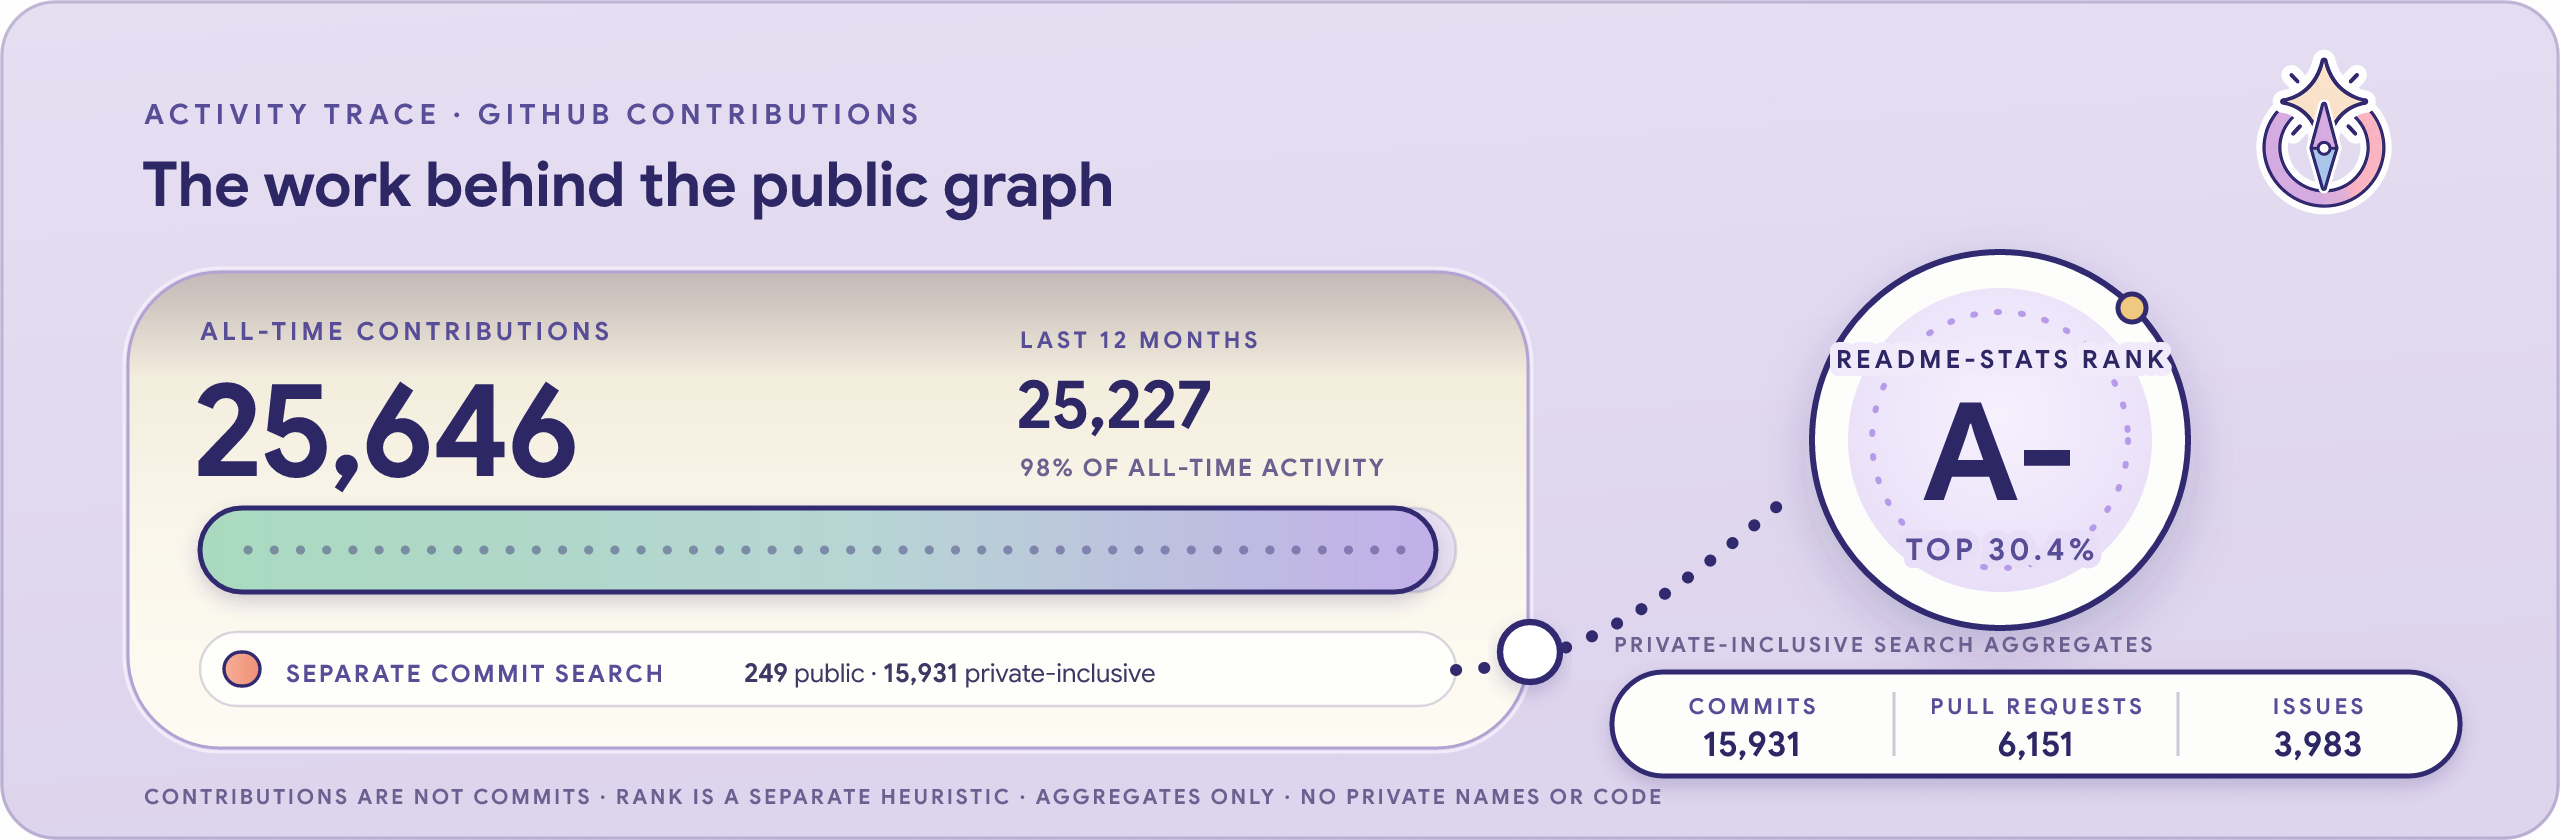 ACTIVITY TRACE · GITHUB CONTRIBUTIONS
The work behind the public graph
ALL-TIME CONTRIBUTIONS
25,646
LAST 12 MONTHS
25,227
98% OF ALL-TIME ACTIVITY
SEPARATE COMMIT SEARCH 249 public · 15,931 private-inclusive
README-STATS RANK
A-
TOP 30.4%
PRIVATE-INCLUSIVE SEARCH AGGREGATES
COMMITS
15,931
PULL REQUESTS
6,151
ISSUES
3,983
CONTRIBUTIONS ARE NOT COMMITS · RANK IS A SEPARATE HEURISTIC · AGGREGATES ONLY · NO PRIVATE NAMES OR CODE